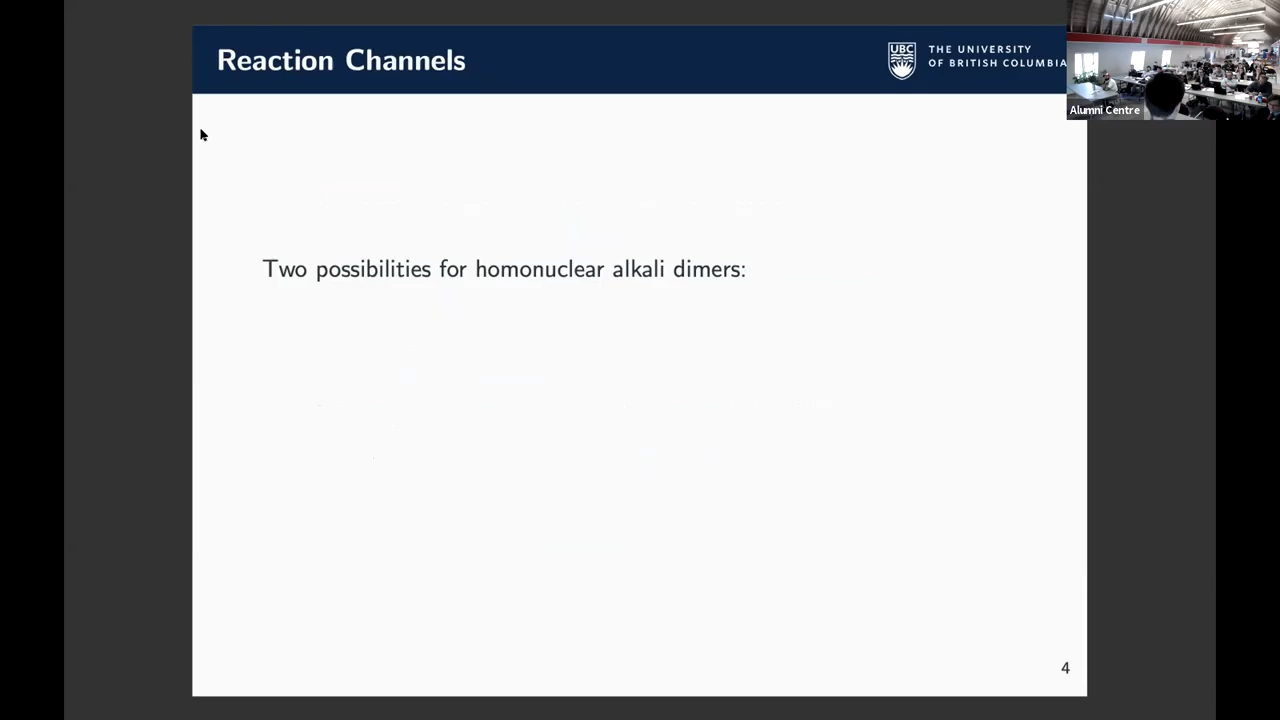 Reaction Channels
UBC
THE UNIVERSITY
OF BRITISH COLUMBIA
Alumni Centre
Two possibilities for homonuclear alkali dimers:
4